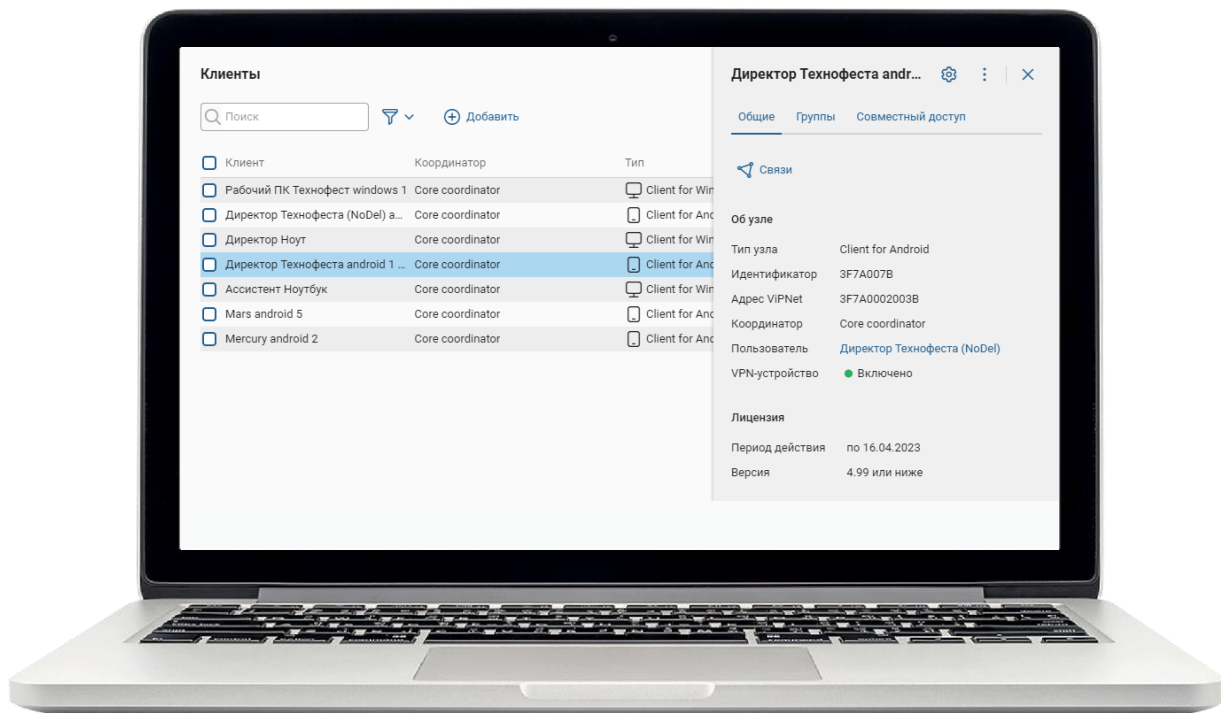 Клиенты
Поиск
Добавить
Клиент Координатор Тип
Рабочий ПК Технофест windows 1 Core coordinator Client for Win
Директор Технофеста (NoDel) a... Core coordinator Client for And
Директор Ноут Core coordinator Client for Win
Директор Технофеста android 1 ... Core coordinator Client for And
Ассистент Ноутбук Core coordinator Client for Win
Mars android 5 Core coordinator Client for And
Mercury android 2 Core coordinator Client for And
Директор Технофеста andr...
Общие Группы Совместный доступ
Связи
Об узле
Тип узла Client for Android
Идентификатор 3F7A007B
Адрес ViPNet 3F7A0002003B
Координатор Core coordinator
Пользователь Директор Технофеста (NoDel)
VPN-устройство Включено
Лицензия
Период действия по 16.04.2023
Версия 4.99 или ниже